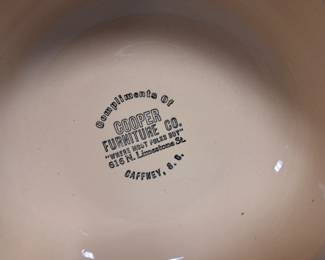 Compliments Of
COOPER
FURNITURE CO.
"WHERE MOST FOLKS BUY"
616 N. Limestone St.
GAFFNEY, S. C.